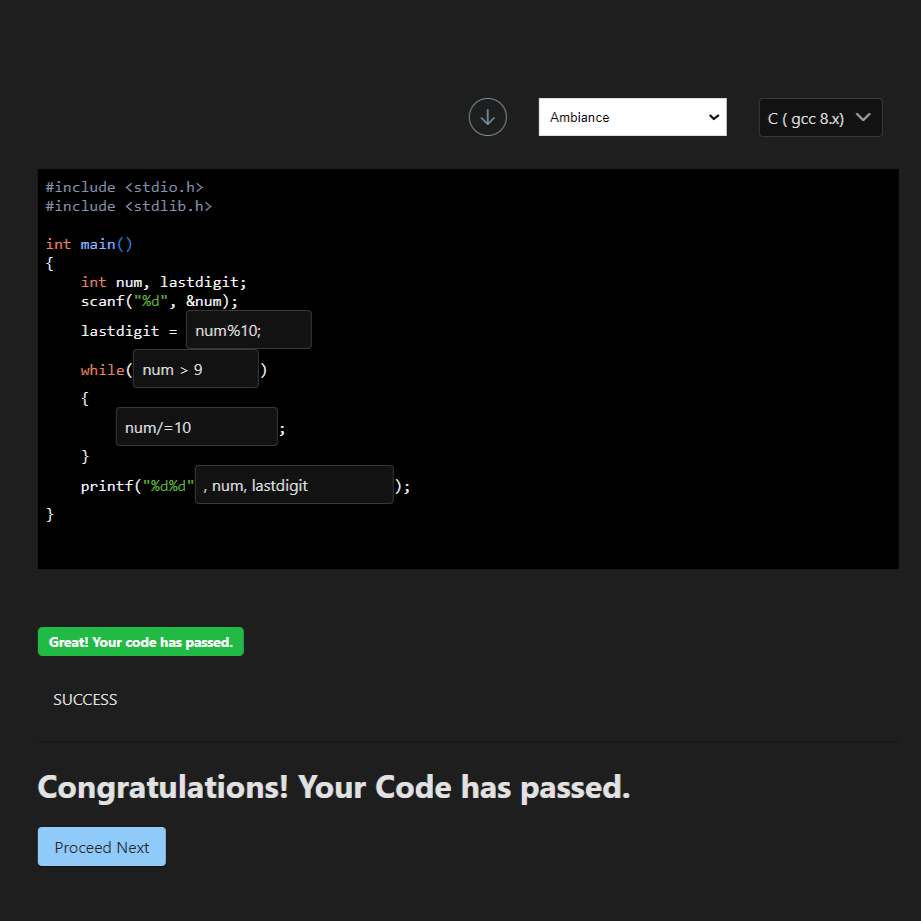 Ambiance
C ( gcc 8.x)
#include <stdio.h>
#include <stdlib.h>
int main()
{
int num, lastdigit;
scanf("%d", &num);
lastdigit = num%10;
while( num > 9 )
{
num/=10 ;
}
printf("%d%d" , num, lastdigit );
}
Great! Your code has passed.
SUCCESS
Congratulations! Your Code has passed.
Proceed Next